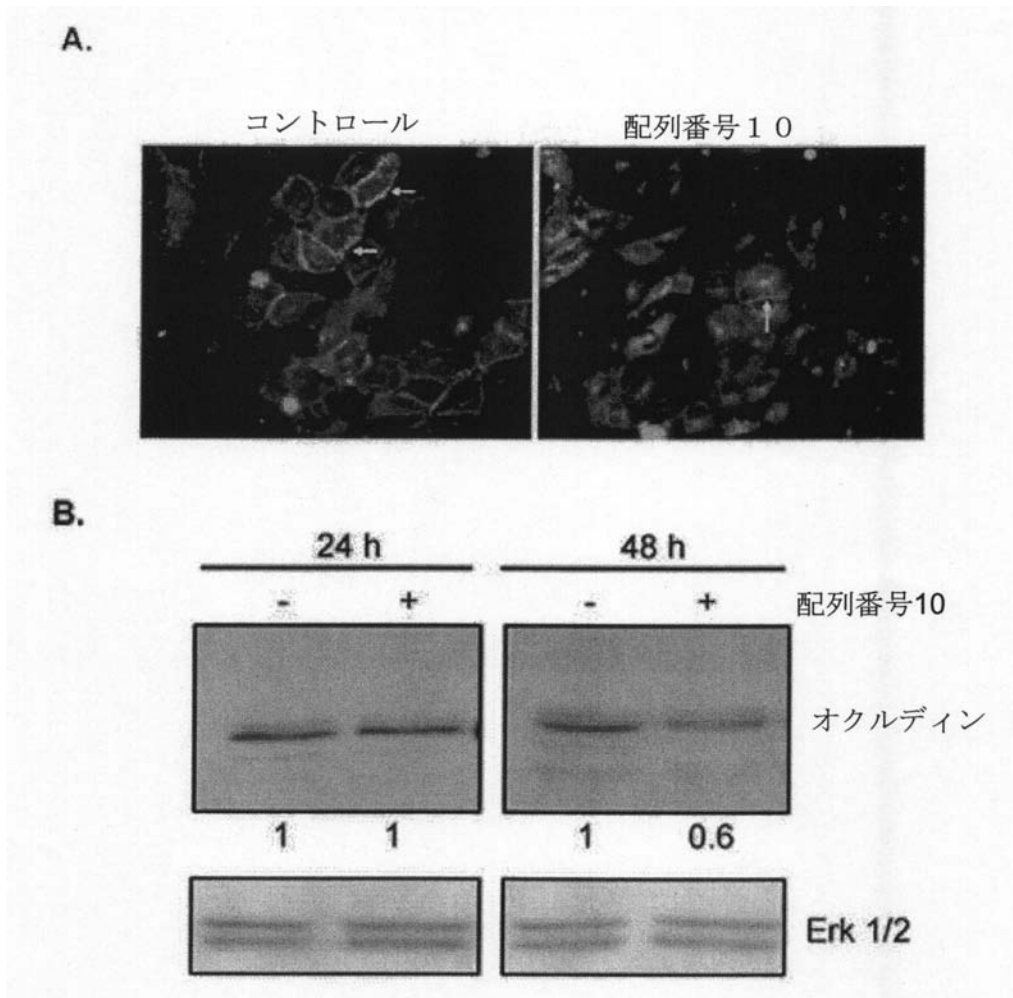 A.
コントロール 配列番号１０
B.
24 h 48 h
- + - + 配列番号10
オクルディン
1 1 1 0.6
Erk 1/2